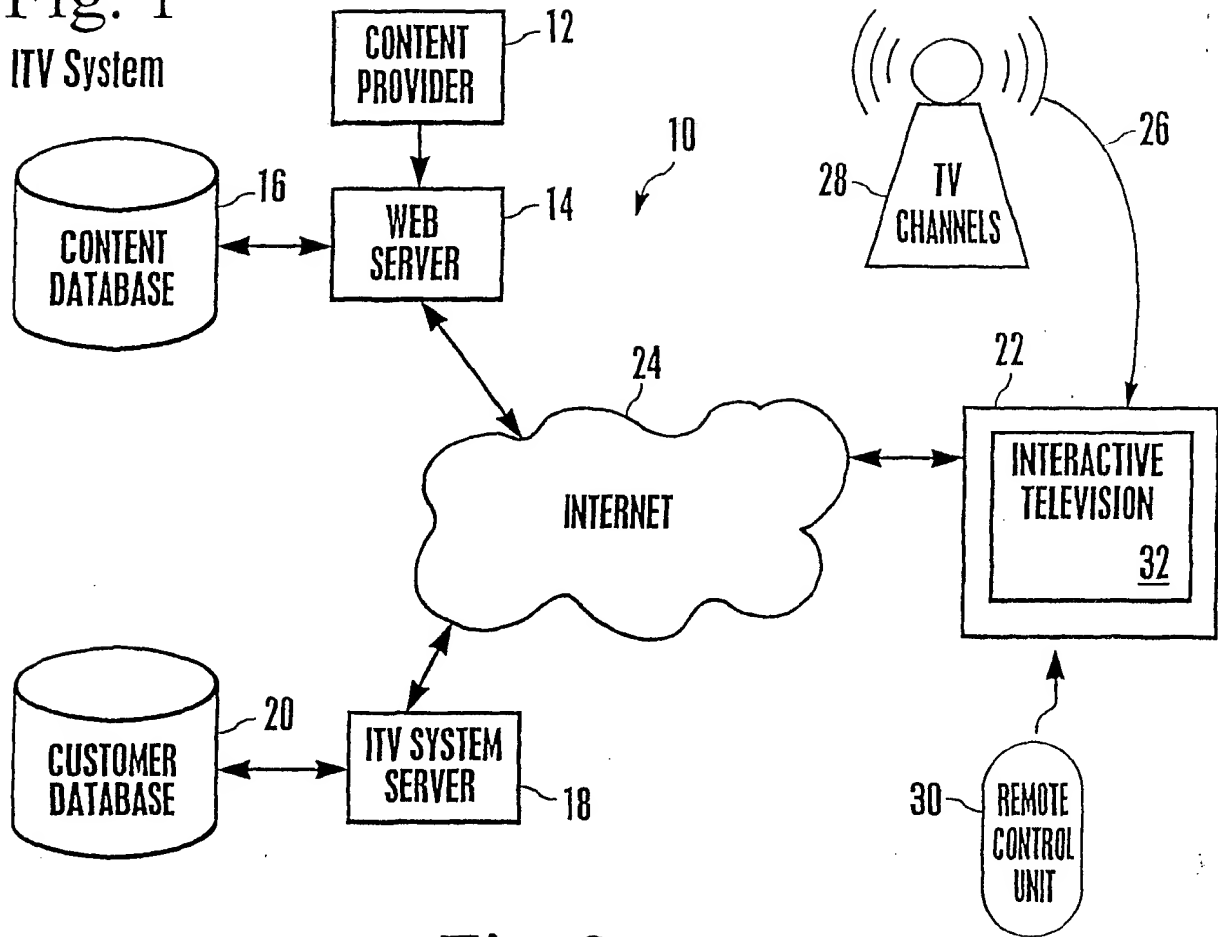 Fig. 1
ITV System
CONTENT
PROVIDER
12
10
26
28
TV
CHANNELS
16
CONTENT
DATABASE
WEB
SERVER
14
24
INTERNET
22
INTERACTIVE
TELEVISION
32
20
CUSTOMER
DATABASE
ITV SYSTEM
SERVER
18
30
REMOTE
CONTROL
UNIT